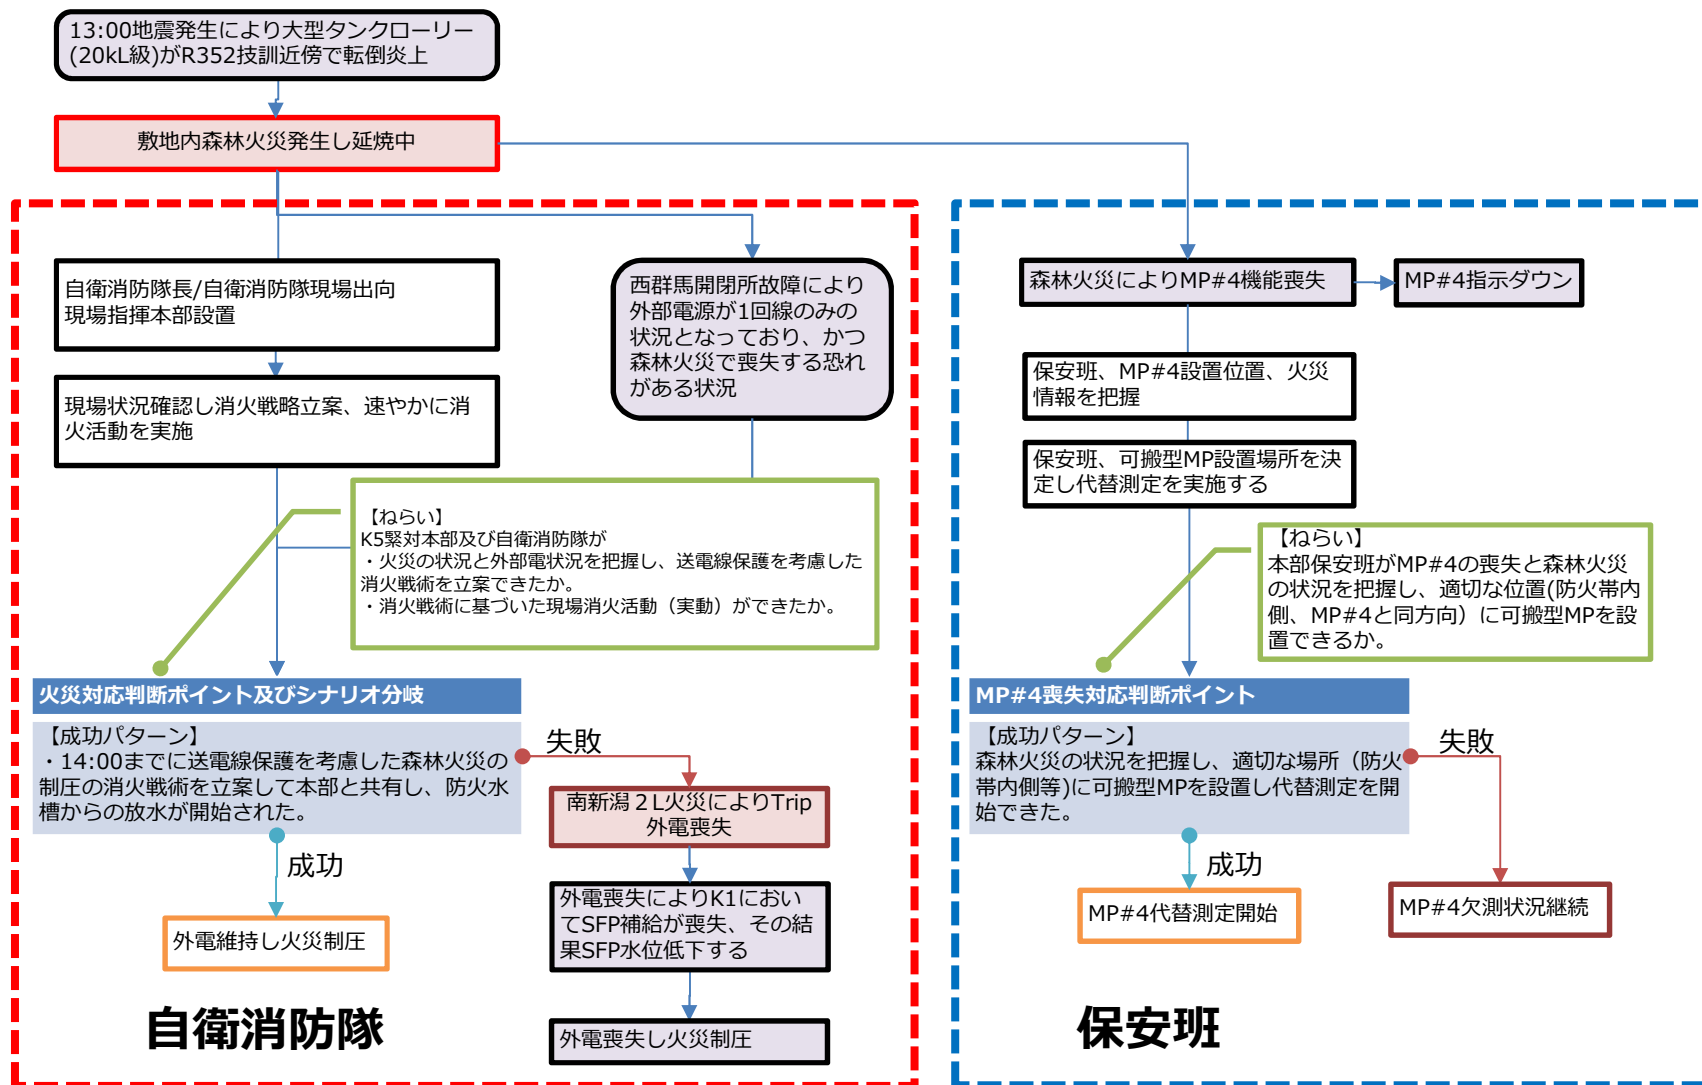 13:00地震発生により大型タンクローリー
(20kL級)がR352技訓近傍で転倒炎上
敷地内森林火災発生し延焼中
自衛消防隊長/自衛消防隊現場出向
現場指揮本部設置
現場状況確認し消火戦略立案、速やかに消
火活動を実施
西群馬開閉所故障により
外部電源が1回線のみの
状況となっており、かつ
森林火災で喪失する恐れ
がある状況
【ねらい】
K5緊対本部及び自衛消防隊が
・火災の状況と外部電状況を把握し、送電線保護を考慮した
消火戦術を立案できたか。
・消火戦術に基づいた現場消火活動（実動）ができたか。
火災対応判断ポイント及びシナリオ分岐
【成功パターン】
・14:00までに送電線保護を考慮した森林火災の
制圧の消火戦術を立案して本部と共有し、防火水
槽からの放水が開始された。
失敗
成功
外電維持し火災制圧
南新潟２L火災によりTrip
外電喪失
外電喪失によりK1におい
てSFP補給が喪失、その結
果SFP水位低下する
外電喪失し火災制圧
自衛消防隊
森林火災によりMP#4機能喪失
MP#4指示ダウン
保安班、MP#4設置位置、火災
情報を把握
保安班、可搬型MP設置場所を決
定し代替測定を実施する
【ねらい】
本部保安班がMP#4の喪失と森林火災
の状況を把握し、適切な位置(防火帯内
側、MP#4と同方向）に可搬型MPを設
置できるか。
MP#4喪失対応判断ポイント
【成功パターン】
森林火災の状況を把握し、適切な場所（防火
帯内側等)に可搬型MPを設置し代替測定を開
始できた。
失敗
成功
MP#4代替測定開始
MP#4欠測状況継続
保安班